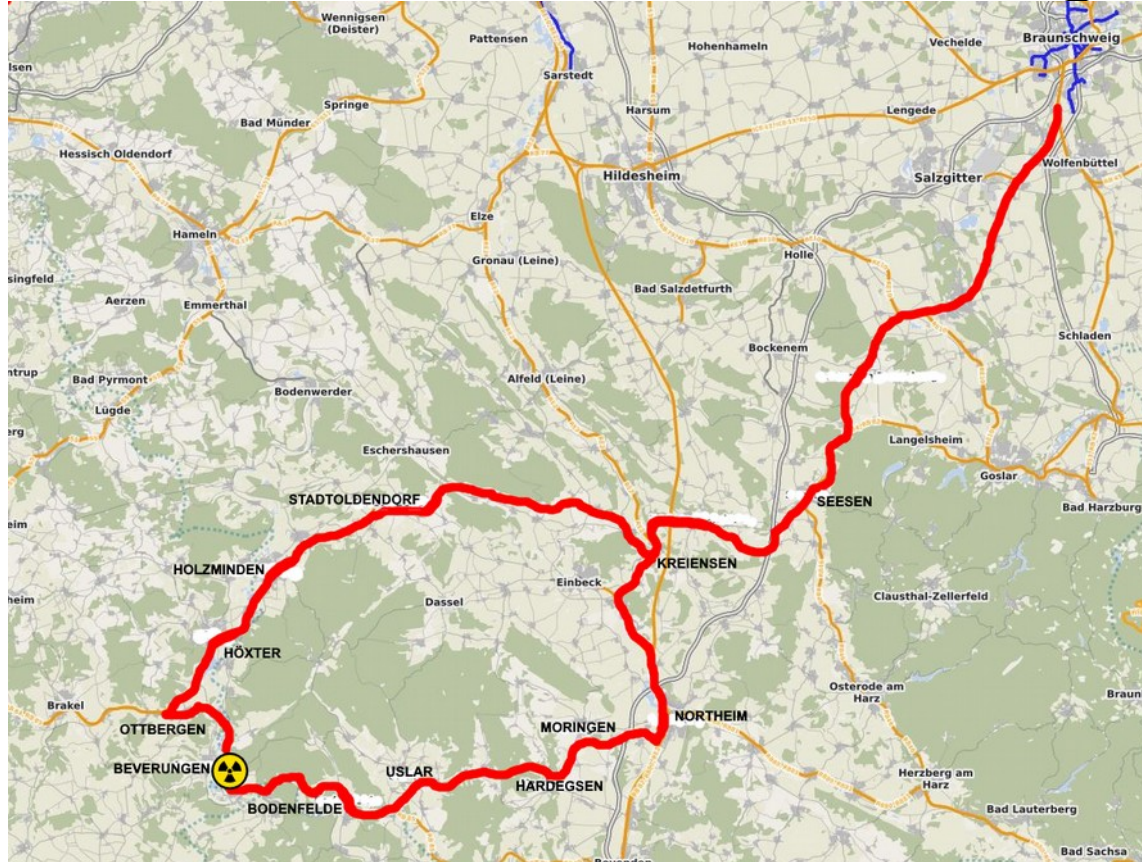 Wennigsen
(Deister)
Pattensen
Hohenhameln
Vechelde
Braunschweig
Sarstedt
Springe
Harsum
Lengede
Bad Münder
Hessisch Oldendorf
Hildesheim
Salzgitter
Wolfenbüttel
Hameln
Elze
Gronau (Leine)
Holle
Aerzen
Emmerthal
Bad Salzdetfurth
Schladen
Bockenem
Bad Pyrmont
Alfeld (Leine)
Bodenwerder
Lügde
Langelsheim
Goslar
Eschershausen
STADTOLDENDORF
SEESEN
Bad Harzburg
HOLZMINDEN
KREIENSEN
Einbeck
Dassel
Clausthal-Zellerfeld
HÖXTER
Osterode am
Harz
Brakel
OTTBERGEN
MORINGEN
NORTHEIM
BEVERUNGEN
USLAR
HARDEGSEN
Herzberg am
Harz
BODENFELDE
Bad Lauterberg
Bad Sachsa